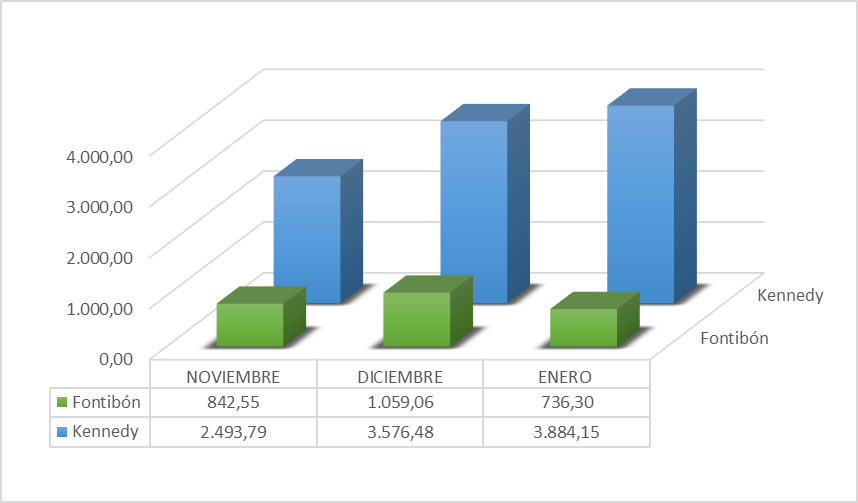 4.000,00
3.000,00
2.000,00
1.000,00
0,00
Kennedy
Fontibón
NOVIEMBRE DICIEMBRE ENERO
Fontibón 842,55 1.059,06 736,30
Kennedy 2.493,79 3.576,48 3.884,15